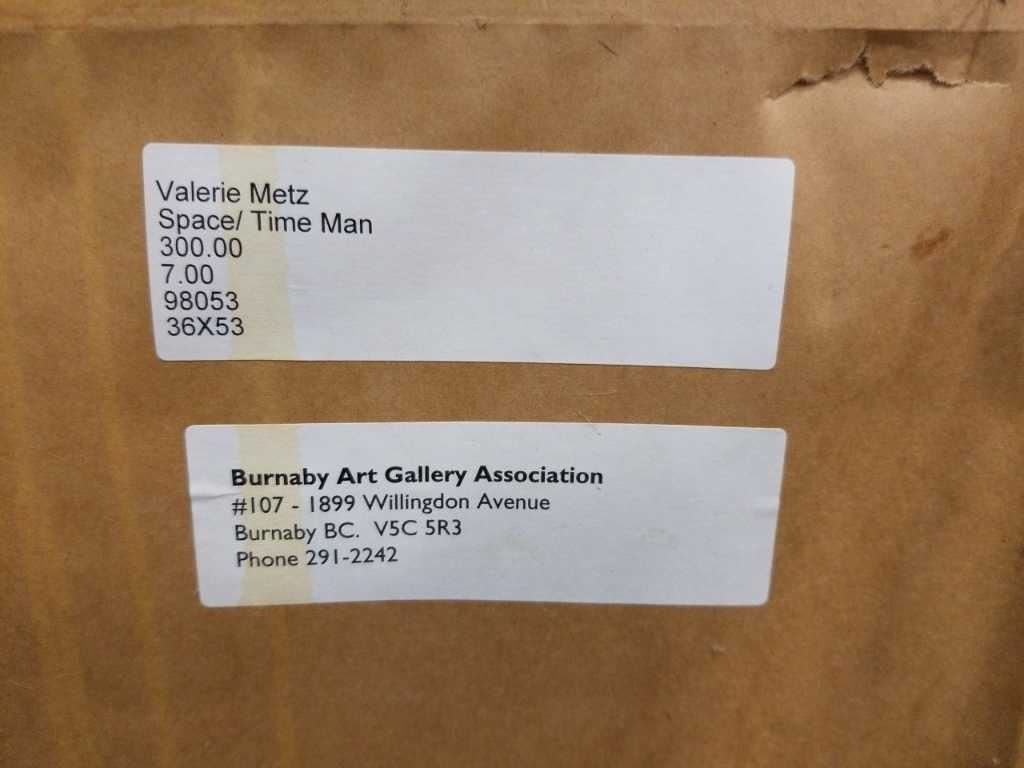 Valerie Metz
Space/ Time Man
300.00
7.00
98053
36X53
Burnaby Art Gallery Association
#107 - 1899 Willingdon Avenue
Burnaby BC. V5C 5R3
Phone 291-2242